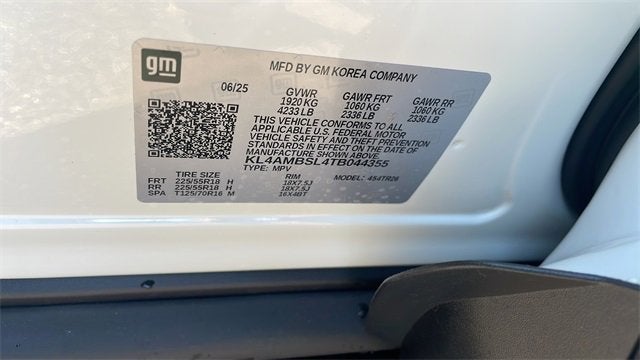 gm
MFD BY GM KOREA COMPANY
06/25 GVWR GAWR FRT GAWR RR
1920 KG 1060 KG 1060 KG
4233 LB 2336 LB 2336 LB
THIS VEHICLE CONFORMS TO ALL
APPLICABLE U.S. FEDERAL MOTOR
VEHICLE SAFETY AND THEFT PREVENTION
STANDARDS IN EFFECT ON THE DATE OF
MANUFACTURE SHOWN ABOVE.
KL4AMBSL4TB044355
TYPE: MPV MODEL: 4S4TR26
TIRE SIZE RIM
FRT 225/55R18 H 18X7.5J
RR 225/55R18 H 18X7.5J
SPA T125/70R16 M 16X4BT